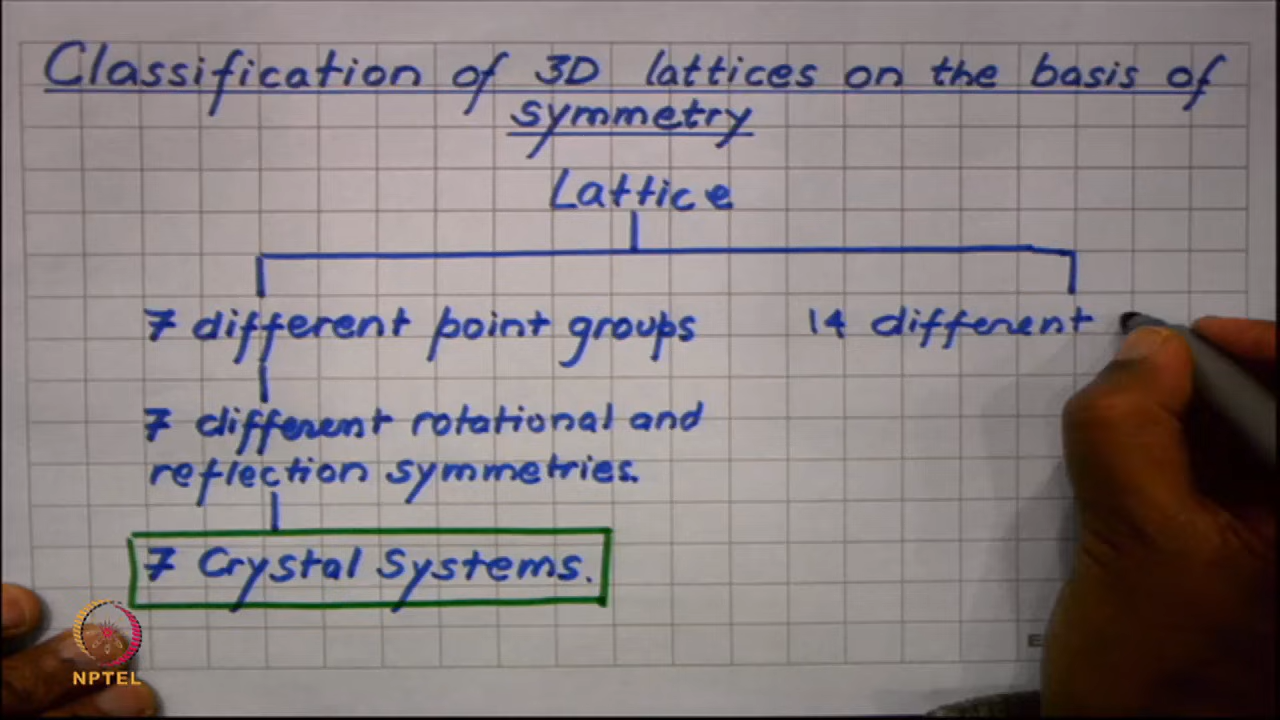 Classification of 3D lattices on the basis of
symmetry
Lattice
7 different point groups
14 different
7 different rotational and
reflection symmetries.
7 Crystal Systems.
NPTEL